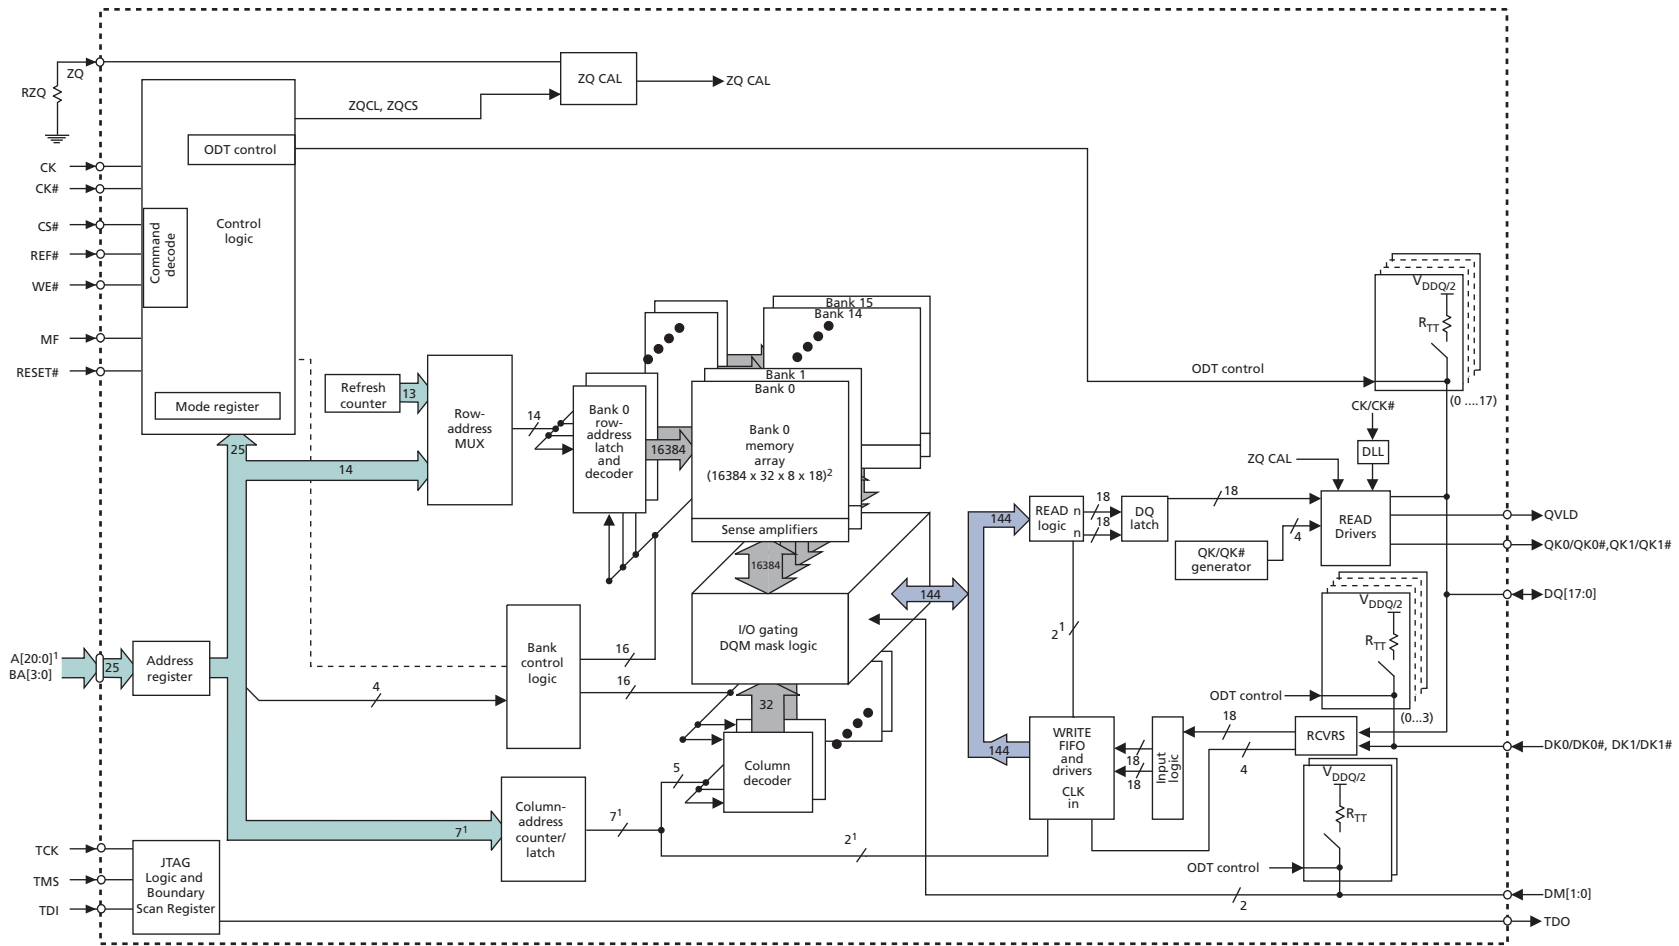 ZQ
RZQ
ZQ CAL
ZQ CAL
ZQCL, ZQCS
ODT control
CK
CK#
CS#
REF#
WE#
MF
RESET#
Command
decode
Control
logic
Mode register
Refresh
counter
13
Row-
address
MUX
14
Bank 0
row-
address
latch
and
decoder
16384
Bank 15
Bank 14
Bank 1
Bank 0
Bank 0
memory
array
(16384 x 32 x 8 x 18)²
Sense amplifiers
16384
25
14
ODT control
VDDQ/2
RTT
(0 ....17)
CK/CK#
DLL
ZQ CAL
READ
logic
n
n
18
18
DQ
latch
18
READ
Drivers
QK/QK#
generator
4
QVLD
QK0/QK0#,QK1/QK1#
DQ[17:0]
144
144
144
I/O gating
DQM mask logic
2¹
VDDQ/2
RTT
ODT control
(0...3)
A[20:0]¹
BA[3:0]
25
Address
register
4
Bank
control
logic
16
16
32
Column
decoder
5
WRITE
FIFO
and
drivers
CLK
in
18
18
Input
logic
18
4
RCVRS
DK0/DK0#, DK1/DK1#
VDDQ/2
RTT
ODT control
7¹
Column-
address
counter/
latch
7¹
2¹
2
DM[1:0]
TCK
TMS
TDI
JTAG
Logic and
Boundary
Scan Register
TDO